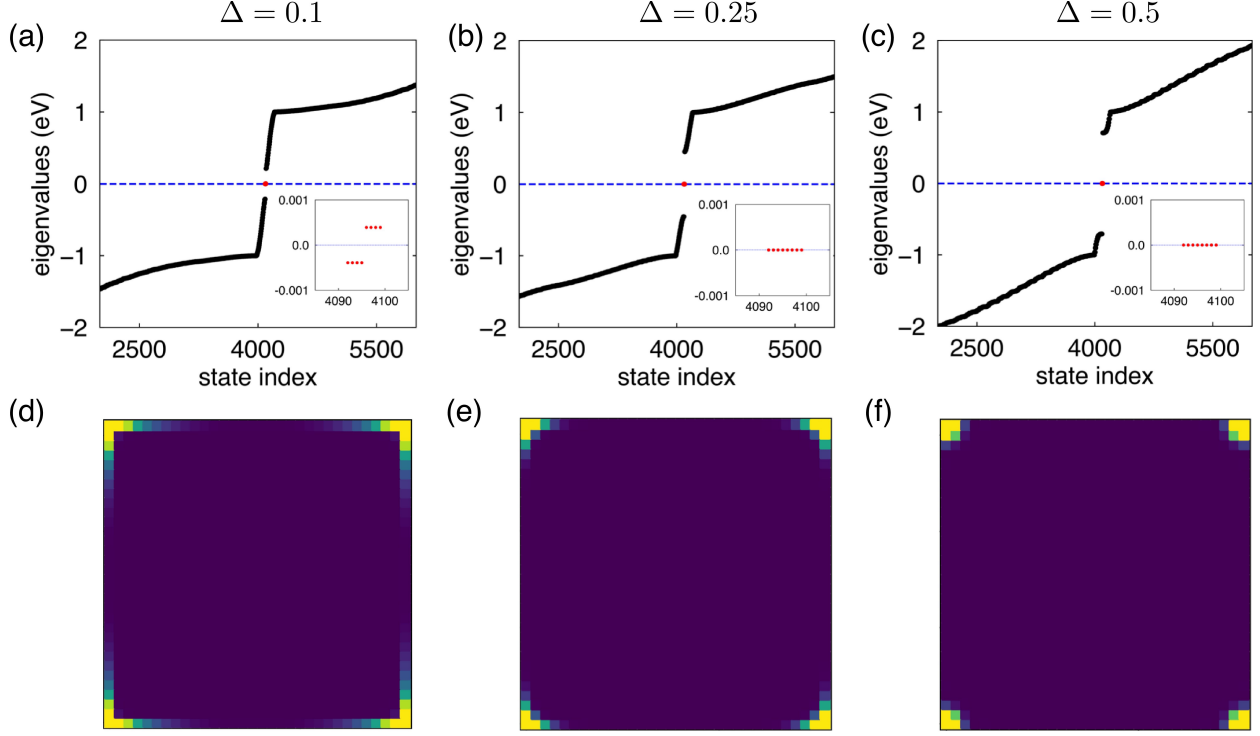 Δ = 0.1
Δ = 0.25
Δ = 0.5
(a)
2
1
0
−1
−2
eigenvalues (eV)
2500
4000
5500
state index
0.001
0.0
-0.001
4090
4100
(b)
2
1
0
−1
−2
eigenvalues (eV)
2500
4000
5500
state index
0.001
0.0
-0.001
4090
4100
(c)
2
1
0
−1
−2
eigenvalues (eV)
2500
4000
5500
state index
0.001
0.0
-0.001
4090
4100
(d)
(e)
(f)